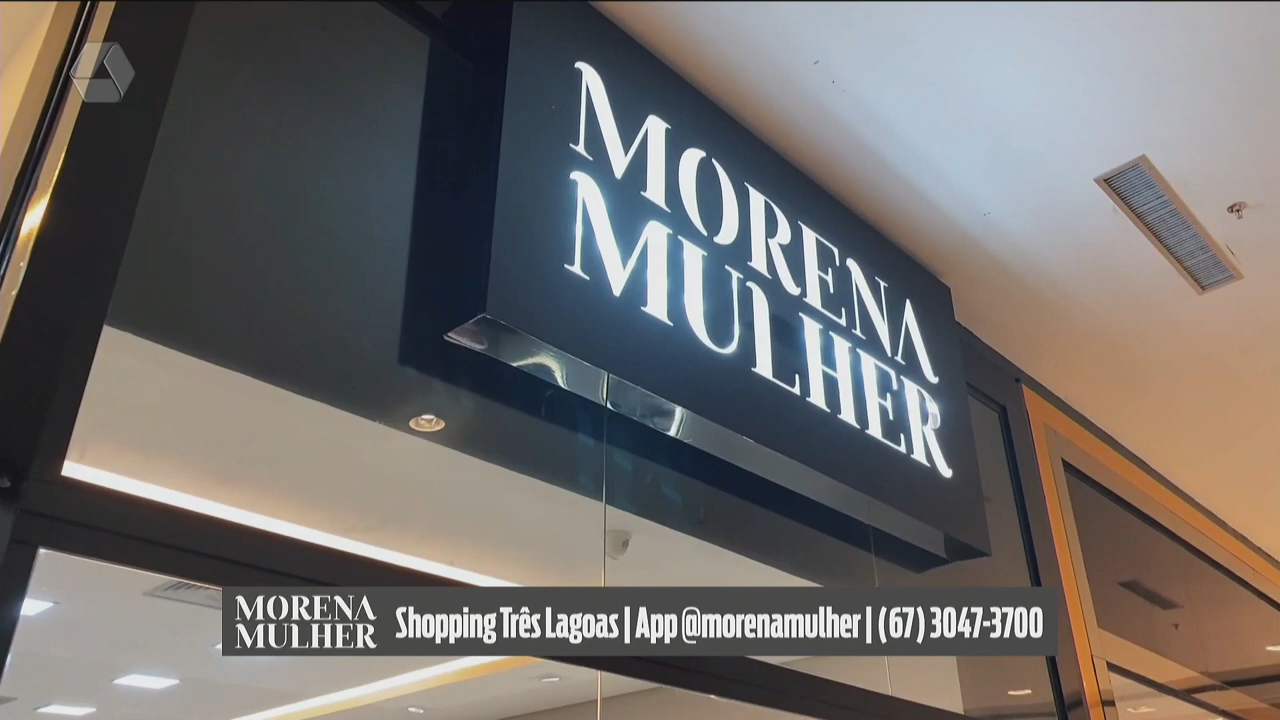 MORENA
MULHER
MORENA
MULHER
Shopping Três Lagoas | App @morenamulher | (67) 3047-3700